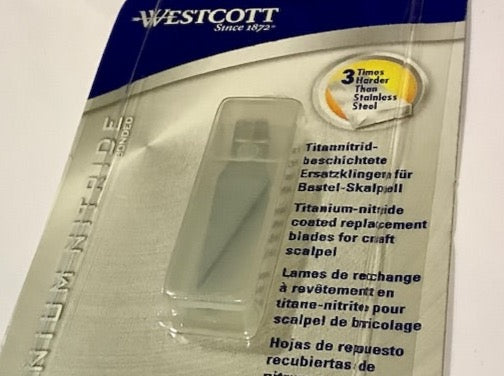 WESTCOTT
Since 1872
3 Times
Harder
Than
Stainless
Steel
NIUM NITRIDE
BONDED
Titannitrid-
beschichtete
Ersatzklingen für
Bastel-Skalpell
Titanium-nitride
coated replacement
blades for craft
scalpel
Lames de rechange
à revêtement en
titane-nitrite pour
scalpel de bricolage
Hojas de repuesto
recubiertas de